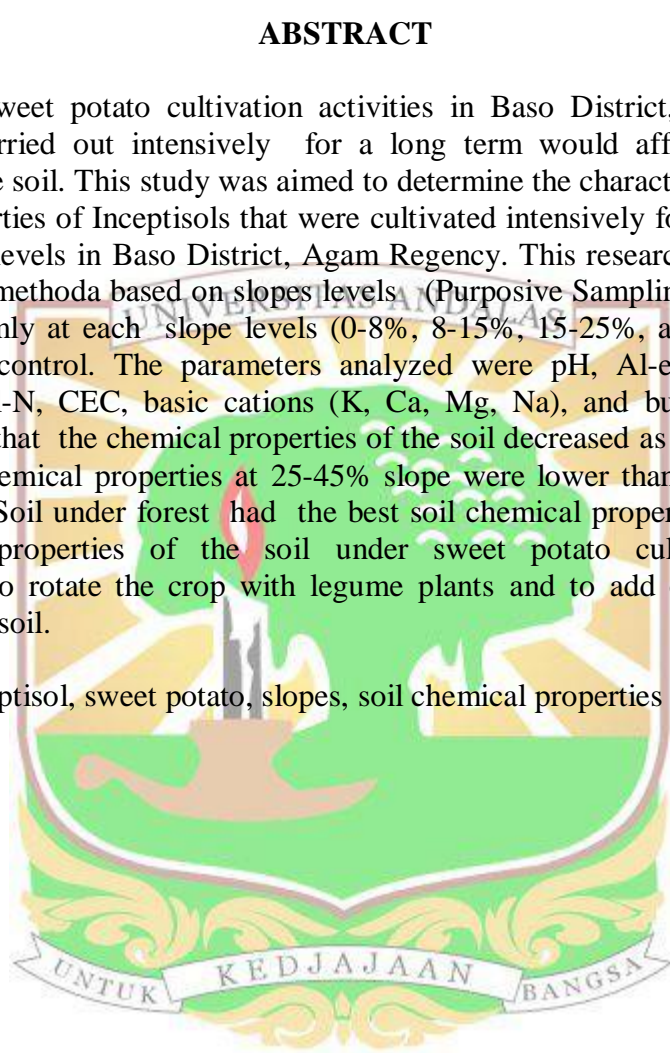 ABSTRACT
weet potato cultivation activities in Baso District,
rried out intensively for a long term would aff
e soil. This study was aimed to determine the charact
rties of Inceptisols that were cultivated intensively fo
levels in Baso District, Agam Regency. This researc
methoda based on slopes levels (Purposive Samplin
nly at each slope levels (0-8%, 8-15%, 15-25%, a
control. The parameters analyzed were pH, Al-e
l-N, CEC, basic cations (K, Ca, Mg, Na), and bu
that the chemical properties of the soil decreased as
emical properties at 25-45% slope were lower than
Soil under forest had the best soil chemical proper
properties of the soil under sweet potato cul
o rotate the crop with legume plants and to add
soil.
ptisol, sweet potato, slopes, soil chemical properties
UNIVERSITAS ANDALAS
UNTUK KEDJAJAAN BANGSA